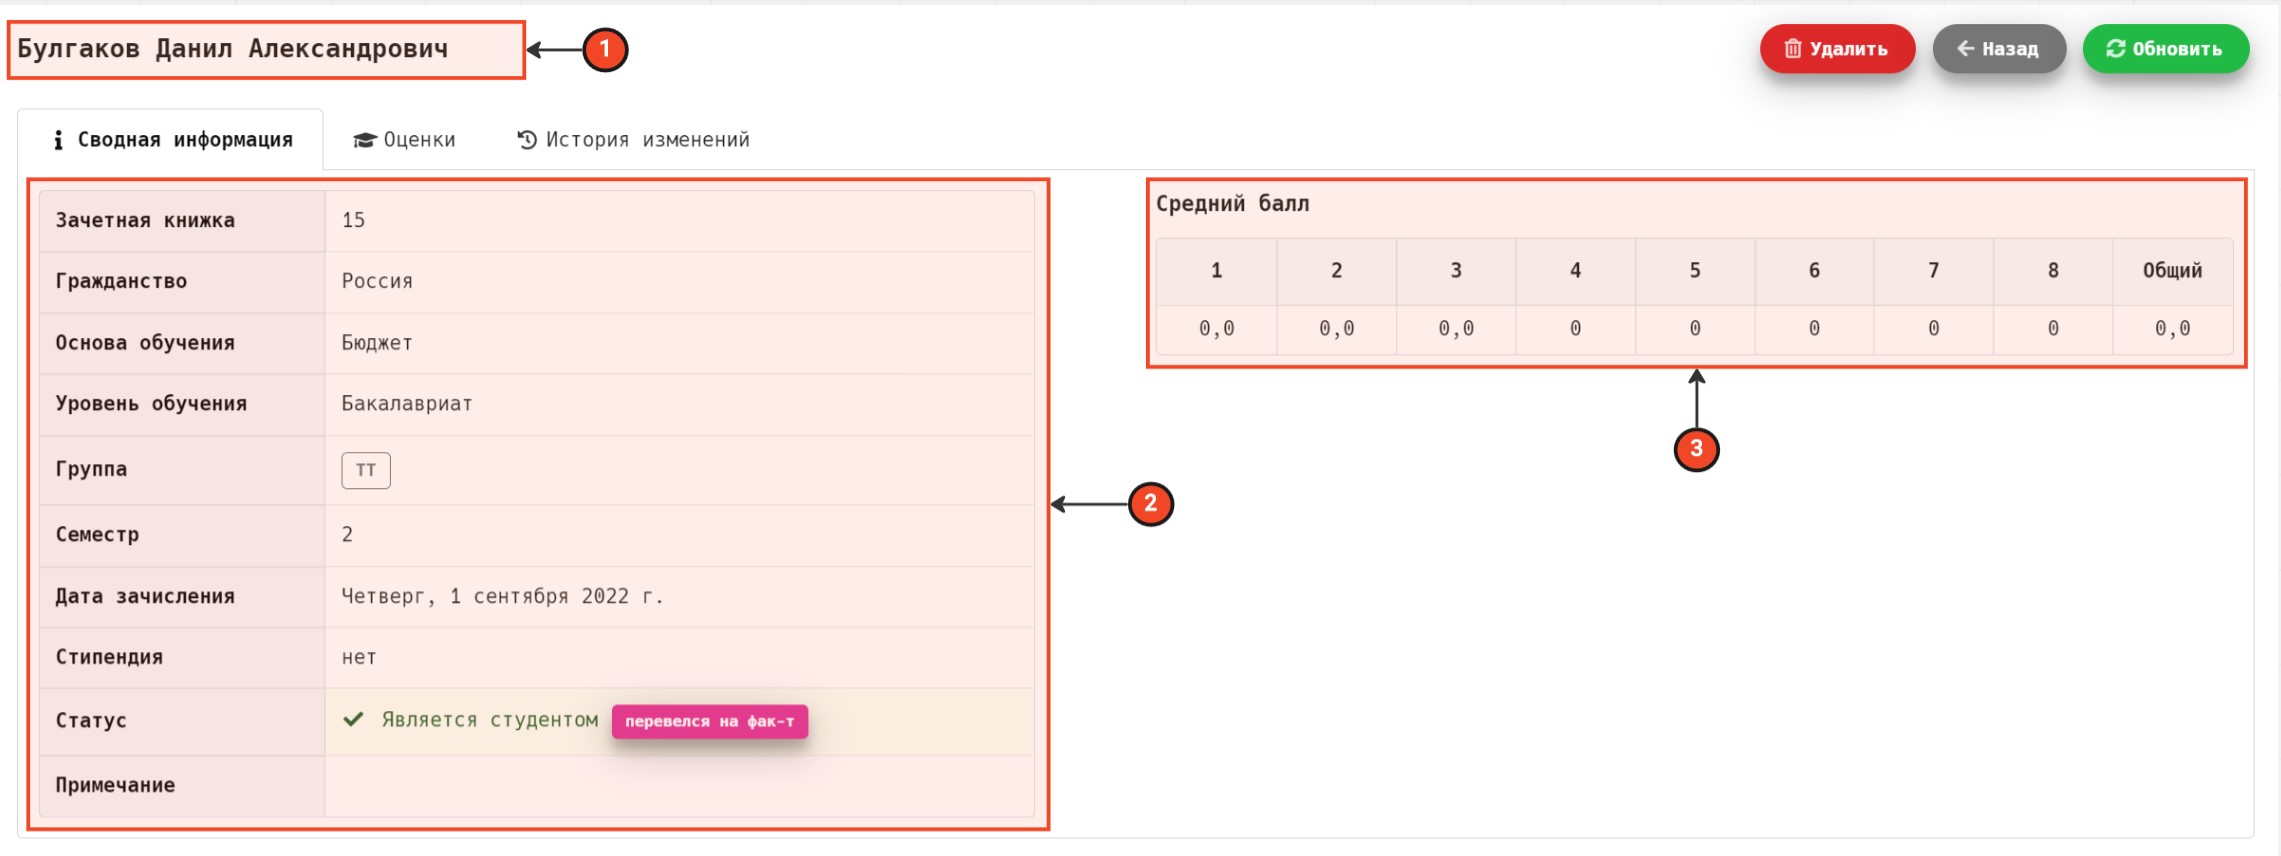 Булгаков Данил Александрович
1
Удалить
Назад
Обновить
Сводная информация
Оценки
История изменений
Зачетная книжка 15
Гражданство Россия
Основа обучения Бюджет
Уровень обучения Бакалавриат
Группа ТТ
Семестр 2
Дата зачисления Четверг, 1 сентября 2022 г.
Стипендия нет
Статус Является студентом перевелся на фак-т
Примечание
2
Средний балл
1 2 3 4 5 6 7 8 Общий
0,0 0,0 0,0 0 0 0 0 0 0,0
3